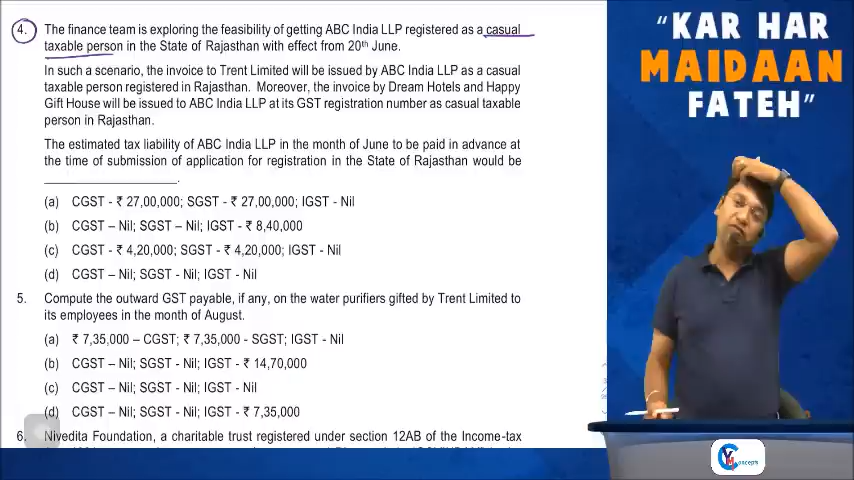 4. The finance team is exploring the feasibility of getting ABC India LLP registered as a casual
taxable person in the State of Rajasthan with effect from 20th June.
In such a scenario, the invoice to Trent Limited will be issued by ABC India LLP as a casual
taxable person registered in Rajasthan. Moreover, the invoice by Dream Hotels and Happy
Gift House will be issued to ABC India LLP at its GST registration number as casual taxable
person in Rajasthan.
The estimated tax liability of ABC India LLP in the month of June to be paid in advance at
the time of submission of application for registration in the State of Rajasthan would be
____________________.
(a) CGST - ₹ 27,00,000; SGST - ₹ 27,00,000; IGST - Nil
(b) CGST – Nil; SGST – Nil; IGST - ₹ 8,40,000
(c) CGST - ₹ 4,20,000; SGST - ₹ 4,20,000; IGST - Nil
(d) CGST – Nil; SGST - Nil; IGST - Nil
5. Compute the outward GST payable, if any, on the water purifiers gifted by Trent Limited to
its employees in the month of August.
(a) ₹ 7,35,000 – CGST; ₹ 7,35,000 - SGST; IGST - Nil
(b) CGST – Nil; SGST - Nil; IGST - ₹ 14,70,000
(c) CGST – Nil; SGST - Nil; IGST - Nil
(d) CGST – Nil; SGST - Nil; IGST - ₹ 7,35,000
6. Nivedita Foundation, a charitable trust registered under section 12AB of the Income-tax
"KAR HAR
MAIDAAN
FATEH"